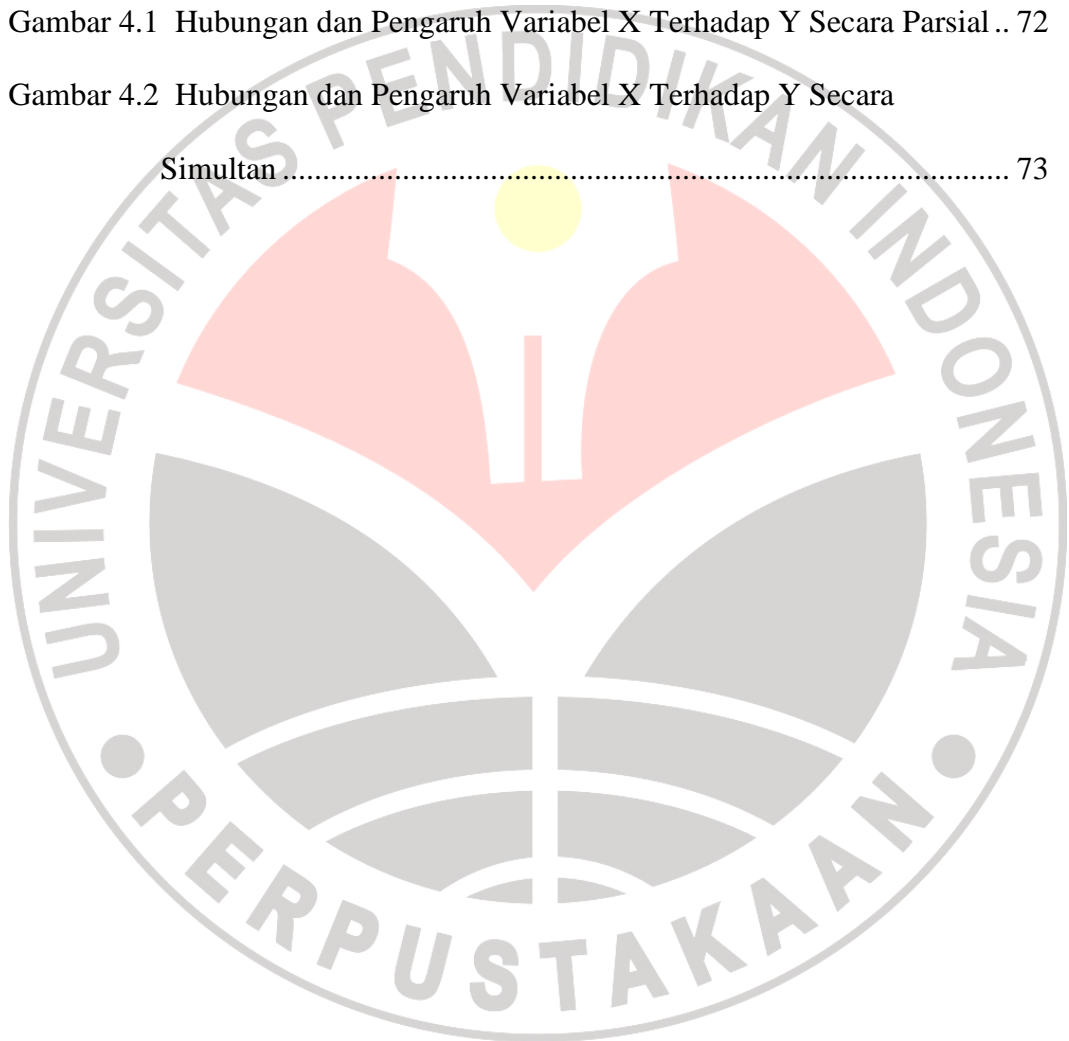 Gambar 4.1 Hubungan dan Pengaruh Variabel X Terhadap Y Secara Parsial .. 72
Gambar 4.2 Hubungan dan Pengaruh Variabel X Terhadap Y Secara
Simultan ........................................................................................... 73
UNIVERSITAS PENDIDIKAN INDONESIA
PERPUSTAKAAN